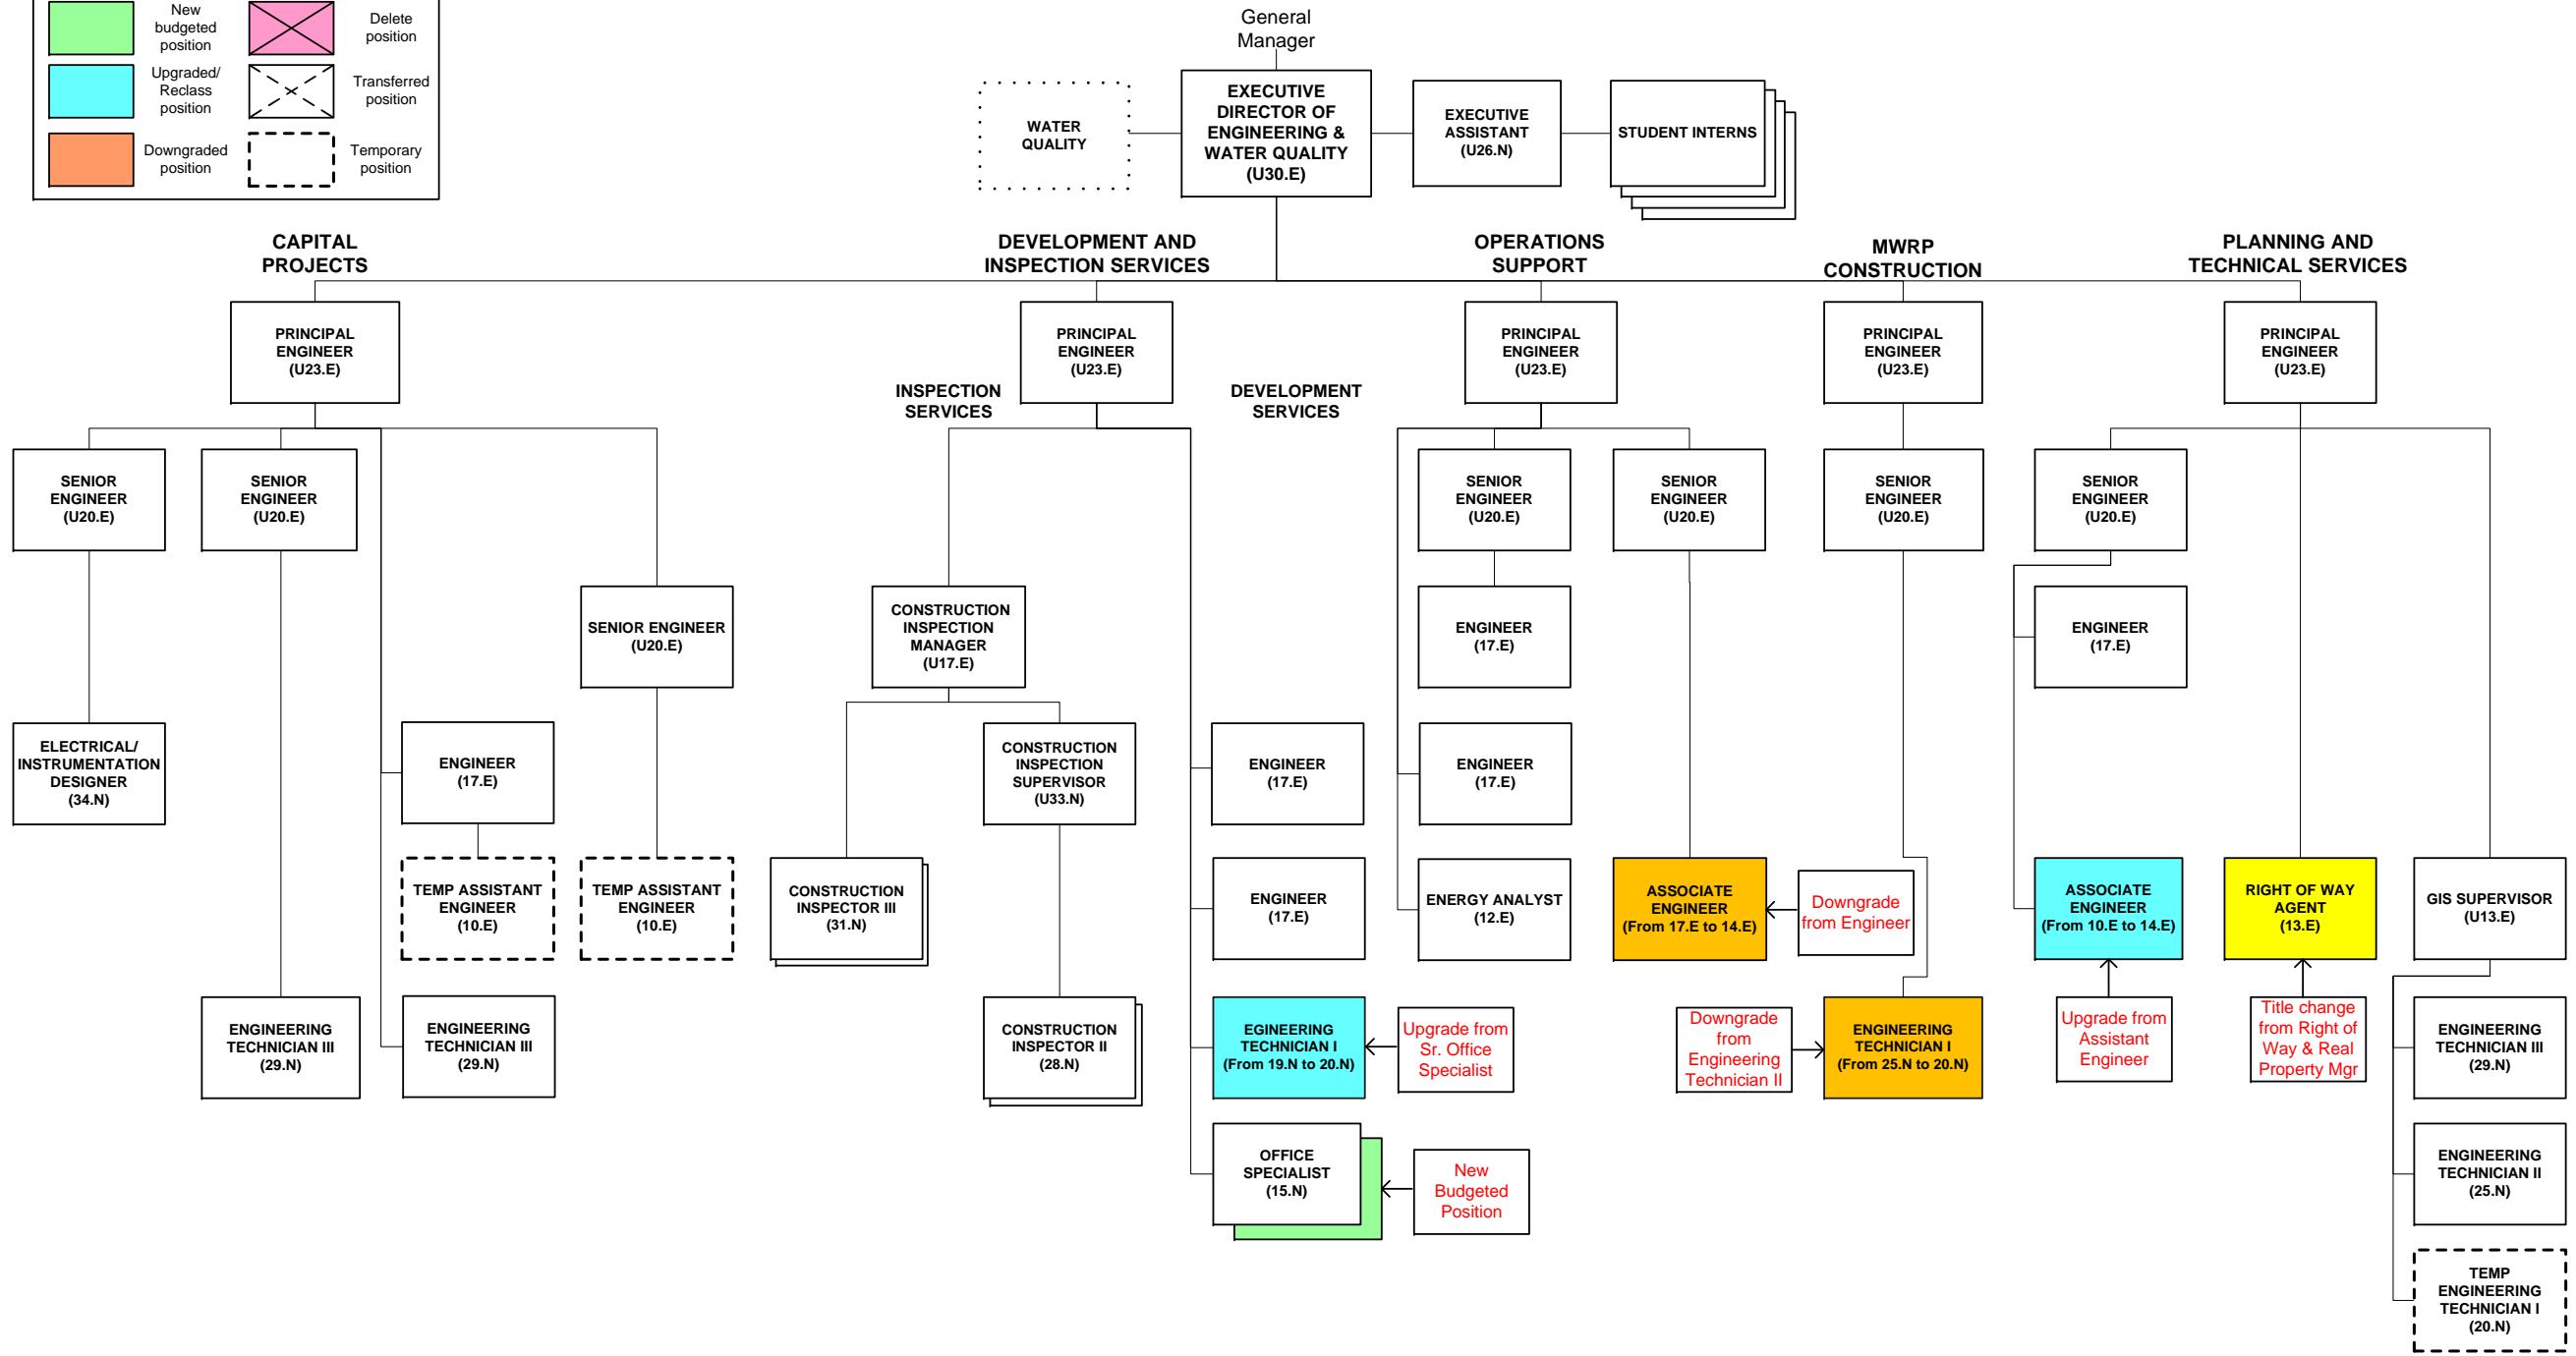 New
budgeted
position
Delete
position
Upgraded/
Reclass
position
Transferred
position
Downgraded
position
Temporary
position
General
Manager
WATER
QUALITY
EXECUTIVE
DIRECTOR OF
ENGINEERING &
WATER QUALITY
(U30.E)
EXECUTIVE
ASSISTANT
(U26.N)
STUDENT INTERNS
CAPITAL
PROJECTS
DEVELOPMENT AND
INSPECTION SERVICES
OPERATIONS
SUPPORT
MWRP
CONSTRUCTION
PLANNING AND
TECHNICAL SERVICES
PRINCIPAL
ENGINEER
(U23.E)
PRINCIPAL
ENGINEER
(U23.E)
PRINCIPAL
ENGINEER
(U23.E)
PRINCIPAL
ENGINEER
(U23.E)
PRINCIPAL
ENGINEER
(U23.E)
INSPECTION
SERVICES
DEVELOPMENT
SERVICES
SENIOR
ENGINEER
(U20.E)
SENIOR
ENGINEER
(U20.E)
SENIOR
ENGINEER
(U20.E)
SENIOR
ENGINEER
(U20.E)
SENIOR
ENGINEER
(U20.E)
SENIOR
ENGINEER
(U20.E)
SENIOR ENGINEER
(U20.E)
CONSTRUCTION
INSPECTION
MANAGER
(U17.E)
ENGINEER
(17.E)
ENGINEER
(17.E)
ELECTRICAL/
INSTRUMENTATION
DESIGNER
(34.N)
ENGINEER
(17.E)
CONSTRUCTION
INSPECTION
SUPERVISOR
(U33.N)
ENGINEER
(17.E)
ENGINEER
(17.E)
TEMP ASSISTANT
ENGINEER
(10.E)
TEMP ASSISTANT
ENGINEER
(10.E)
CONSTRUCTION
INSPECTOR III
(31.N)
ENGINEER
(17.E)
ENERGY ANALYST
(12.E)
ASSOCIATE
ENGINEER
(From 17.E to 14.E)
Downgrade
from Engineer
ASSOCIATE
ENGINEER
(From 10.E to 14.E)
RIGHT OF WAY
AGENT
(13.E)
GIS SUPERVISOR
(U13.E)
ENGINEERING
TECHNICIAN III
(29.N)
ENGINEERING
TECHNICIAN III
(29.N)
CONSTRUCTION
INSPECTOR II
(28.N)
EGINEERING
TECHNICIAN I
(From 19.N to 20.N)
Upgrade from
Sr. Office
Specialist
Downgrade
from
Engineering
Technician II
ENGINEERING
TECHNICIAN I
(From 25.N to 20.N)
Upgrade from
Assistant
Engineer
Title change
from Right of
Way & Real
Property Mgr
ENGINEERING
TECHNICIAN III
(29.N)
OFFICE
SPECIALIST
(15.N)
New
Budgeted
Position
ENGINEERING
TECHNICIAN II
(25.N)
TEMP
ENGINEERING
TECHNICIAN I
(20.N)